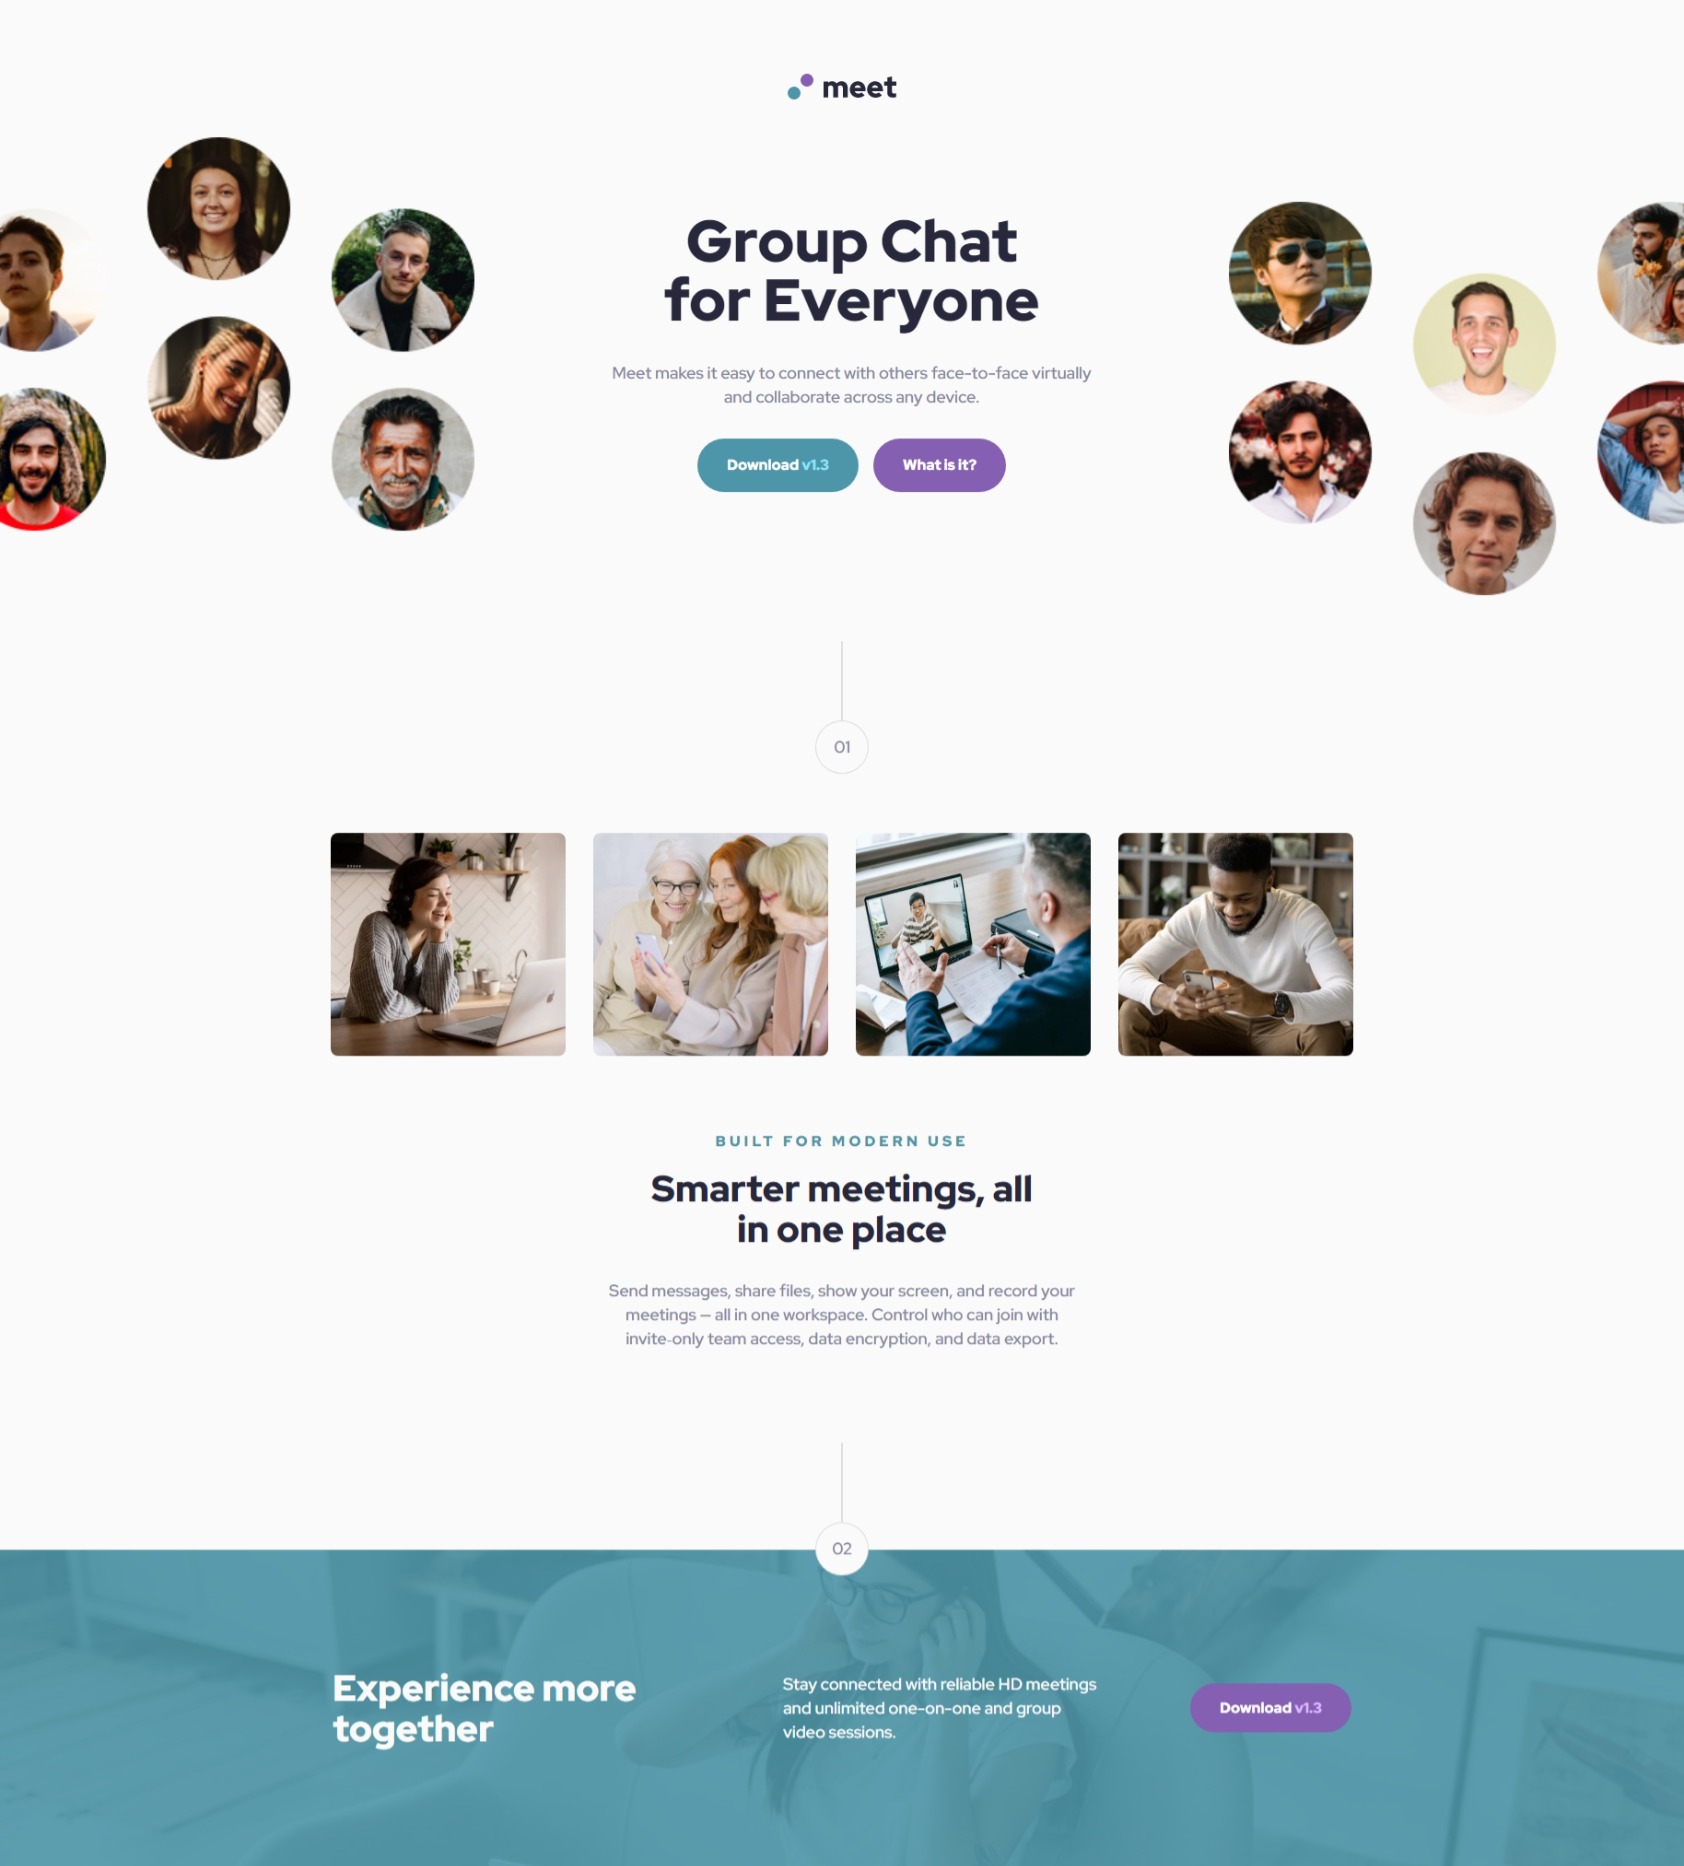 meet
Group Chat
for Everyone
Meet makes it easy to connect with others face-to-face virtually
and collaborate across any device.
Download v1.3
What is it?
01
BUILT FOR MODERN USE
Smarter meetings, all
in one place
Send messages, share files, show your screen, and record your
meetings — all in one workspace. Control who can join with
invite-only team access, data encryption, and data export.
02
Experience more
together
Stay connected with reliable HD meetings
and unlimited one-on-one and group
video sessions.
Download v1.3